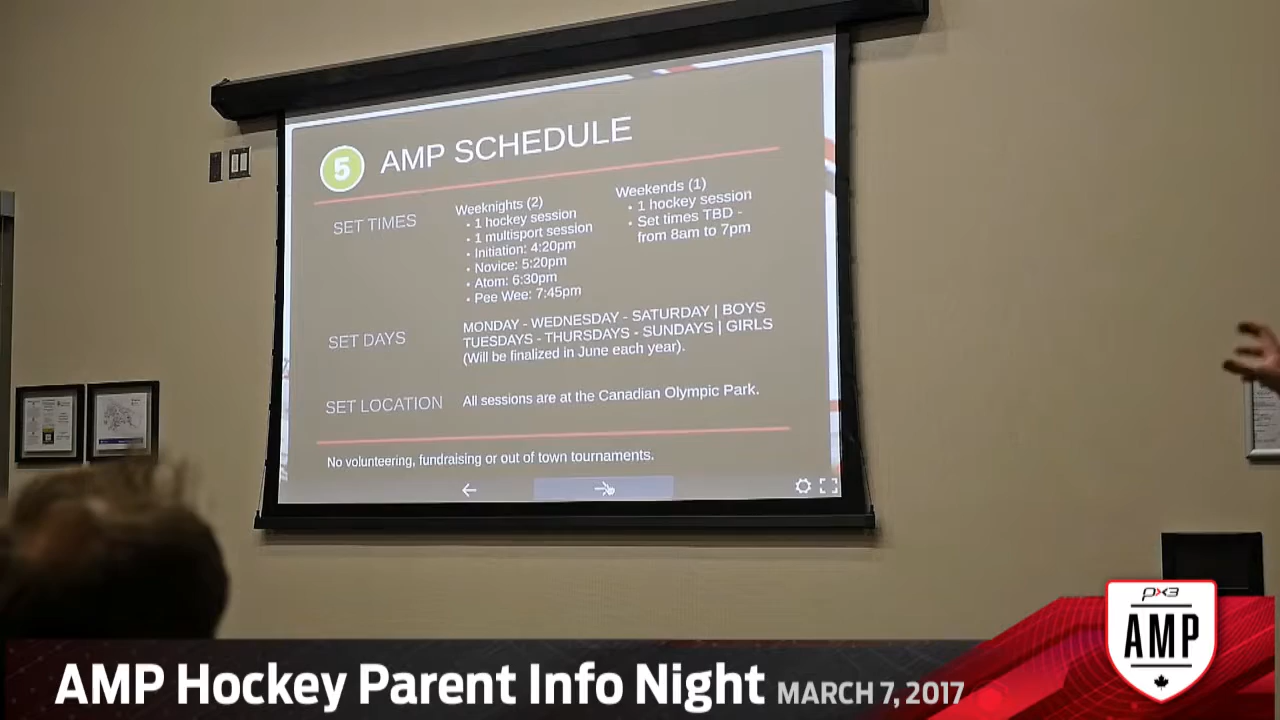 5
AMP SCHEDULE
SET TIMES
Weeknights (2)
• 1 hockey session
• 1 multisport session
• Initiation: 4:20pm
• Novice: 5:20pm
• Atom: 6:30pm
• Pee Wee: 7:45pm
Weekends (1)
• 1 hockey session
• Set times TBD -
from 8am to 7pm
SET DAYS
MONDAY - WEDNESDAY - SATURDAY | BOYS
TUESDAYS - THURSDAYS - SUNDAYS | GIRLS
(Will be finalized in June each year).
SET LOCATION
All sessions are at the Canadian Olympic Park.
No volunteering, fundraising or out of town tournaments.
AMP Hockey Parent Info Night MARCH 7, 2017
px3
AMP